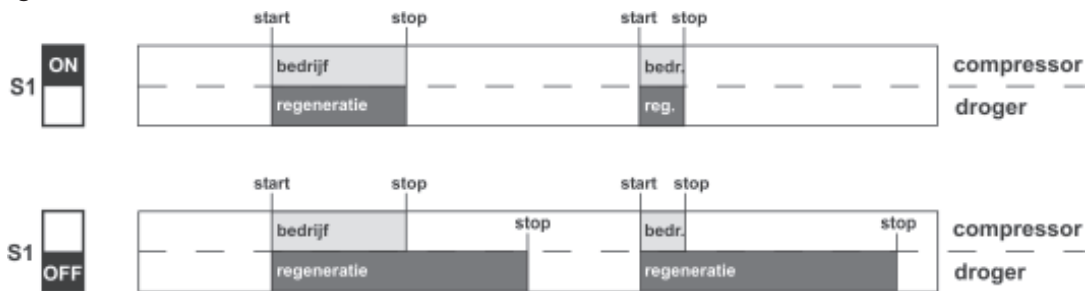 start stop start stop
ON bedrijf bedr. compressor
S1
regeneratie reg. droger
start stop start stop
stop stop
bedrijf bedr. compressor
S1
OFF regeneratie regeneratie droger